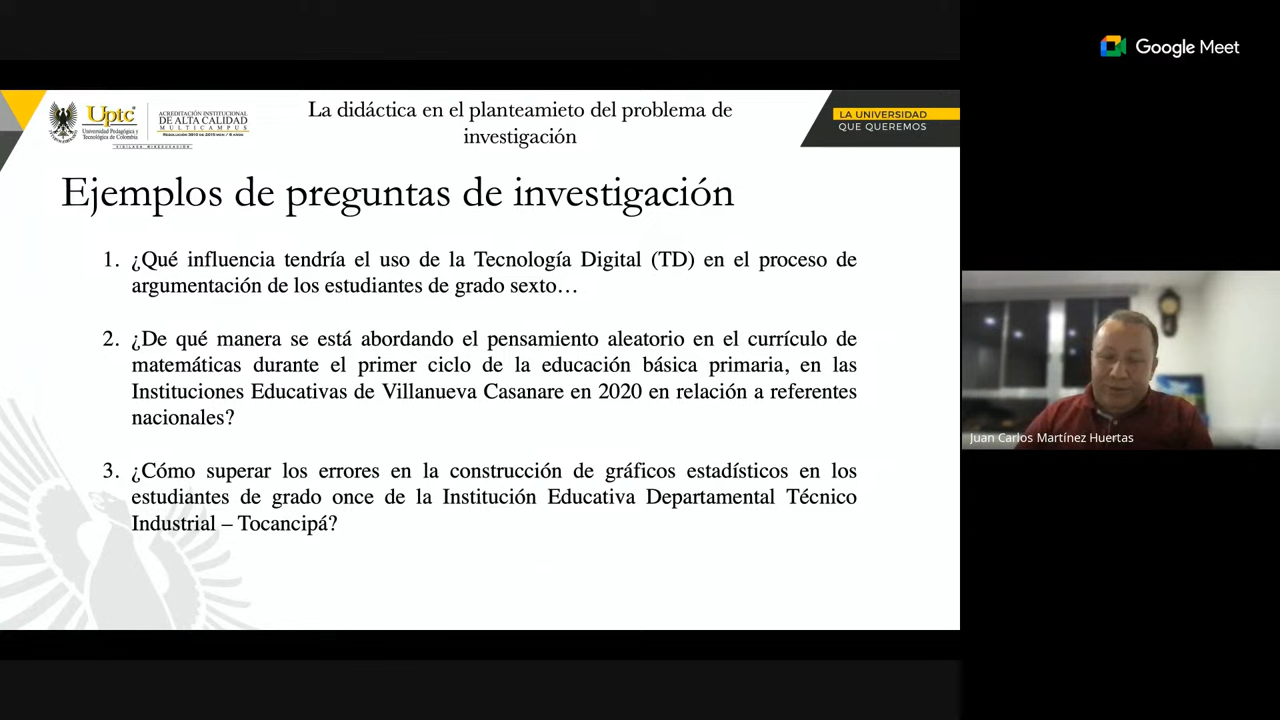 Google Meet
Uptc
Universidad Pedagógica y
Tecnológica de Colombia
ACREDITACIÓN INSTITUCIONAL
DE ALTA CALIDAD
MULTICAMPUS
La didáctica en el planteamieto del problema de
investigación
LA UNIVERSIDAD
QUE QUEREMOS
Ejemplos de preguntas de investigación
1. ¿Qué influencia tendría el uso de la Tecnología Digital (TD) en el proceso de
argumentación de los estudiantes de grado sexto…
2. ¿De qué manera se está abordando el pensamiento aleatorio en el currículo de
matemáticas durante el primer ciclo de la educación básica primaria, en las
Instituciones Educativas de Villanueva Casanare en 2020 en relación a referentes
nacionales?
3. ¿Cómo superar los errores en la construcción de gráficos estadísticos en los
estudiantes de grado once de la Institución Educativa Departamental Técnico
Industrial – Tocancipá?
Juan Carlos Martínez Huertas